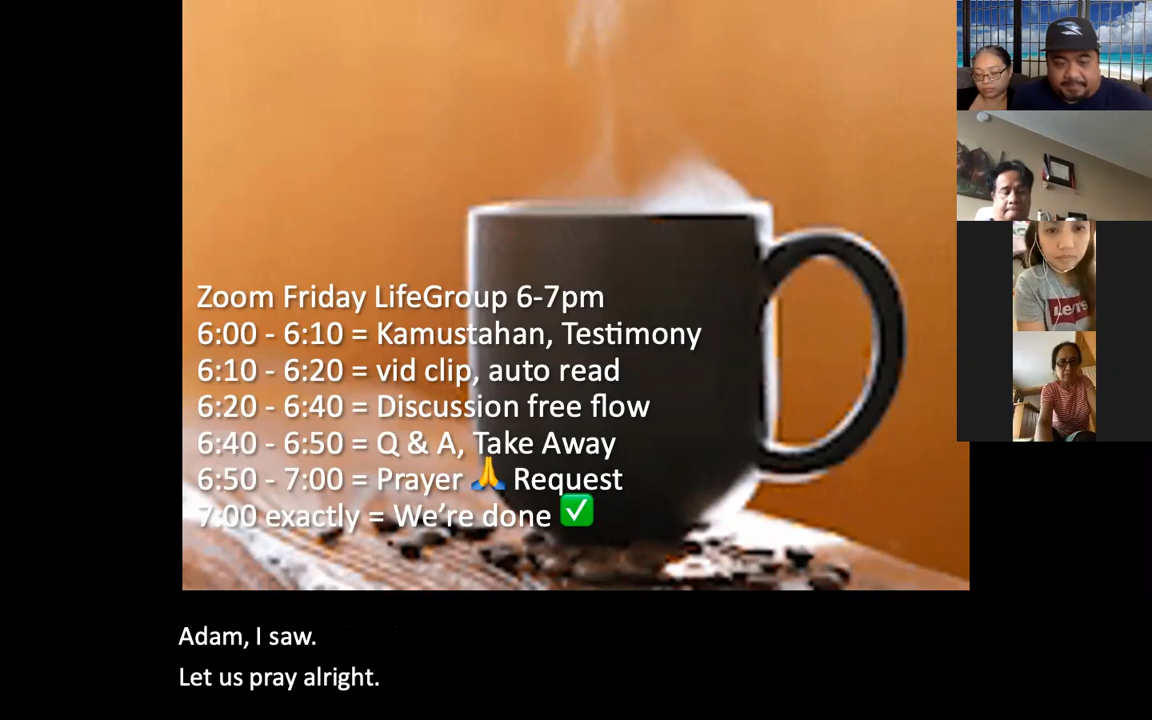 Zoom Friday LifeGroup 6-7pm
6:00 - 6:10 = Kamustahan, Testimony
6:10 - 6:20 = vid clip, auto read
6:20 - 6:40 = Discussion free flow
6:40 - 6:50 = Q & A, Take Away
6:50 - 7:00 = Prayer 🙏 Request
7:00 exactly = We're done ✅
Adam, I saw.
Let us pray alright.
Levi's